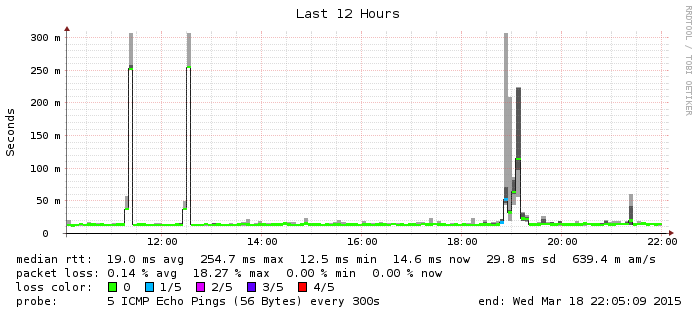 Last 12 Hours
RRDTOOL / TOBI OETIKER
Seconds
300 m
250 m
200 m
150 m
100 m
50 m
0
12:00 14:00 16:00 18:00 20:00 22:00
median rtt: 19.0 ms avg 254.7 ms max 12.5 ms min 14.6 ms now 29.8 ms sd 639.4 m am/s
packet loss: 0.14 % avg 18.27 % max 0.00 % min 0.00 % now
loss color: 0 1/5 2/5 3/5 4/5
probe: 5 ICMP Echo Pings (56 Bytes) every 300s end: Wed Mar 18 22:05:09 2015